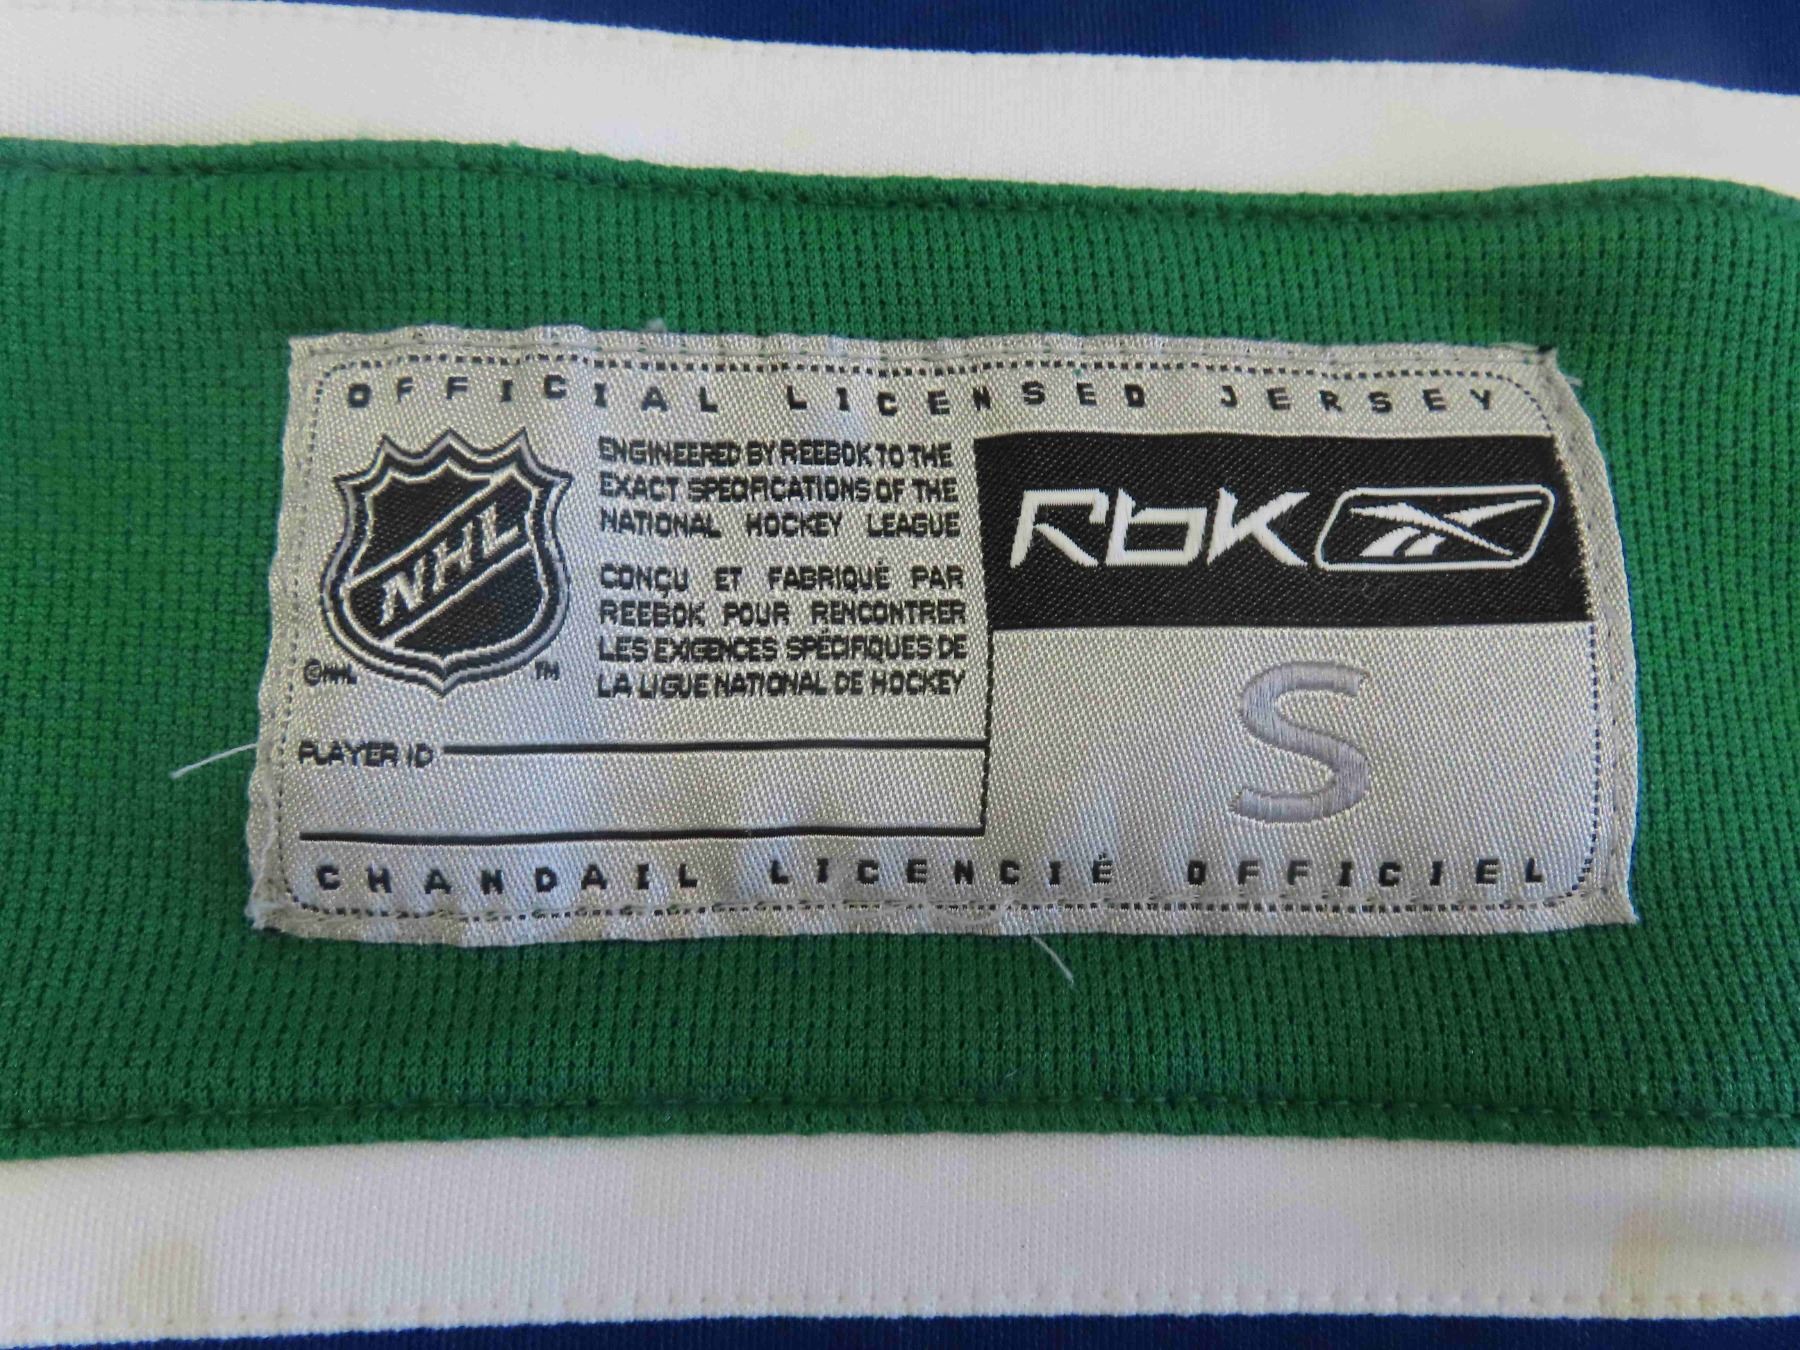 OFFICIAL LICENSED JERSEY
NHL
©NHL
TM
ENGINEERED BY REEBOK TO THE
EXACT SPECIFICATIONS OF THE
NATIONAL HOCKEY LEAGUE
CONÇU ET FABRIQUÉ PAR
REEBOK POUR RENCONTRER
LES EXIGENCES SPÉCIFIQUES DE
LA LIGUE NATIONAL DE HOCKEY
Rbk
S
PLAYER ID
CHANDAIL LICENCIÉ OFFICIEL